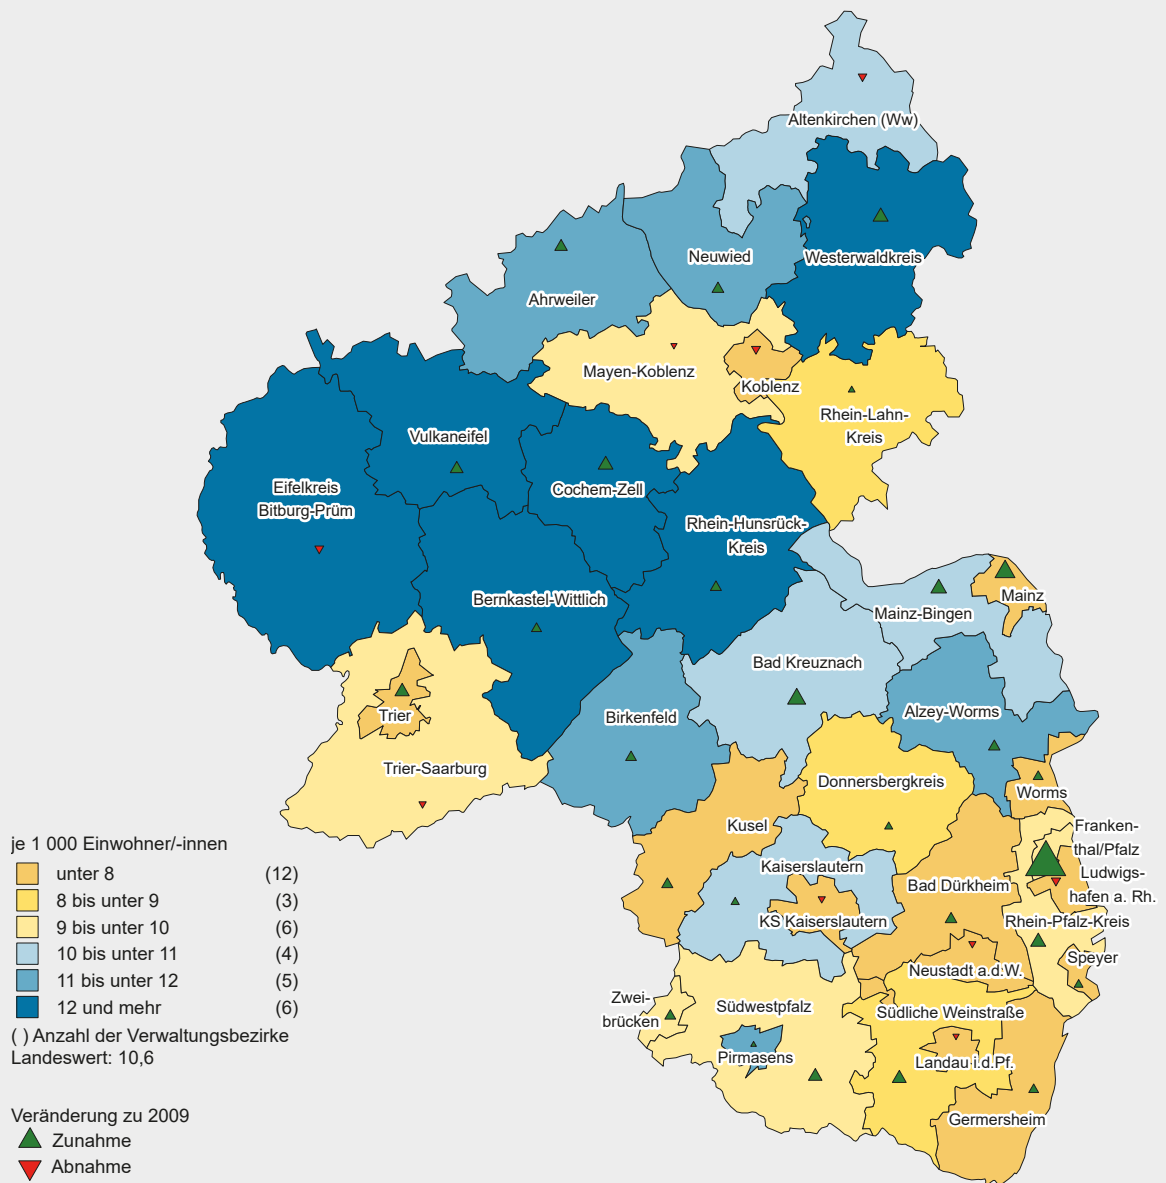 Altenkirchen (Ww)
Neuwied
Westerwaldkreis
Ahrweiler
Mayen-Koblenz
Koblenz
Rhein-Lahn-
Kreis
Vulkaneifel
Cochem-Zell
Eifelkreis
Bitburg-Prüm
Rhein-Hunsrück-
Kreis
Bernkastel-Wittlich
Mainz
Mainz-Bingen
Bad Kreuznach
Trier
Birkenfeld
Alzey-Worms
Trier-Saarburg
Donnersbergkreis
Worms
Kusel
Franken-
thal/Pfalz
Kaiserslautern
Ludwigs-
hafen a. Rh.
Bad Dürkheim
KS Kaiserslautern
Rhein-Pfalz-Kreis
Speyer
Neustadt a.d.W.
Zwei-
brücken
Südwestpfalz
Südliche Weinstraße
Pirmasens
Landau i.d.Pf.
Germersheim
je 1 000 Einwohner/-innen
unter 8 (12)
8 bis unter 9 (3)
9 bis unter 10 (6)
10 bis unter 11 (4)
11 bis unter 12 (5)
12 und mehr (6)
( ) Anzahl der Verwaltungsbezirke
Landeswert: 10,6
Veränderung zu 2009
Zunahme
Abnahme